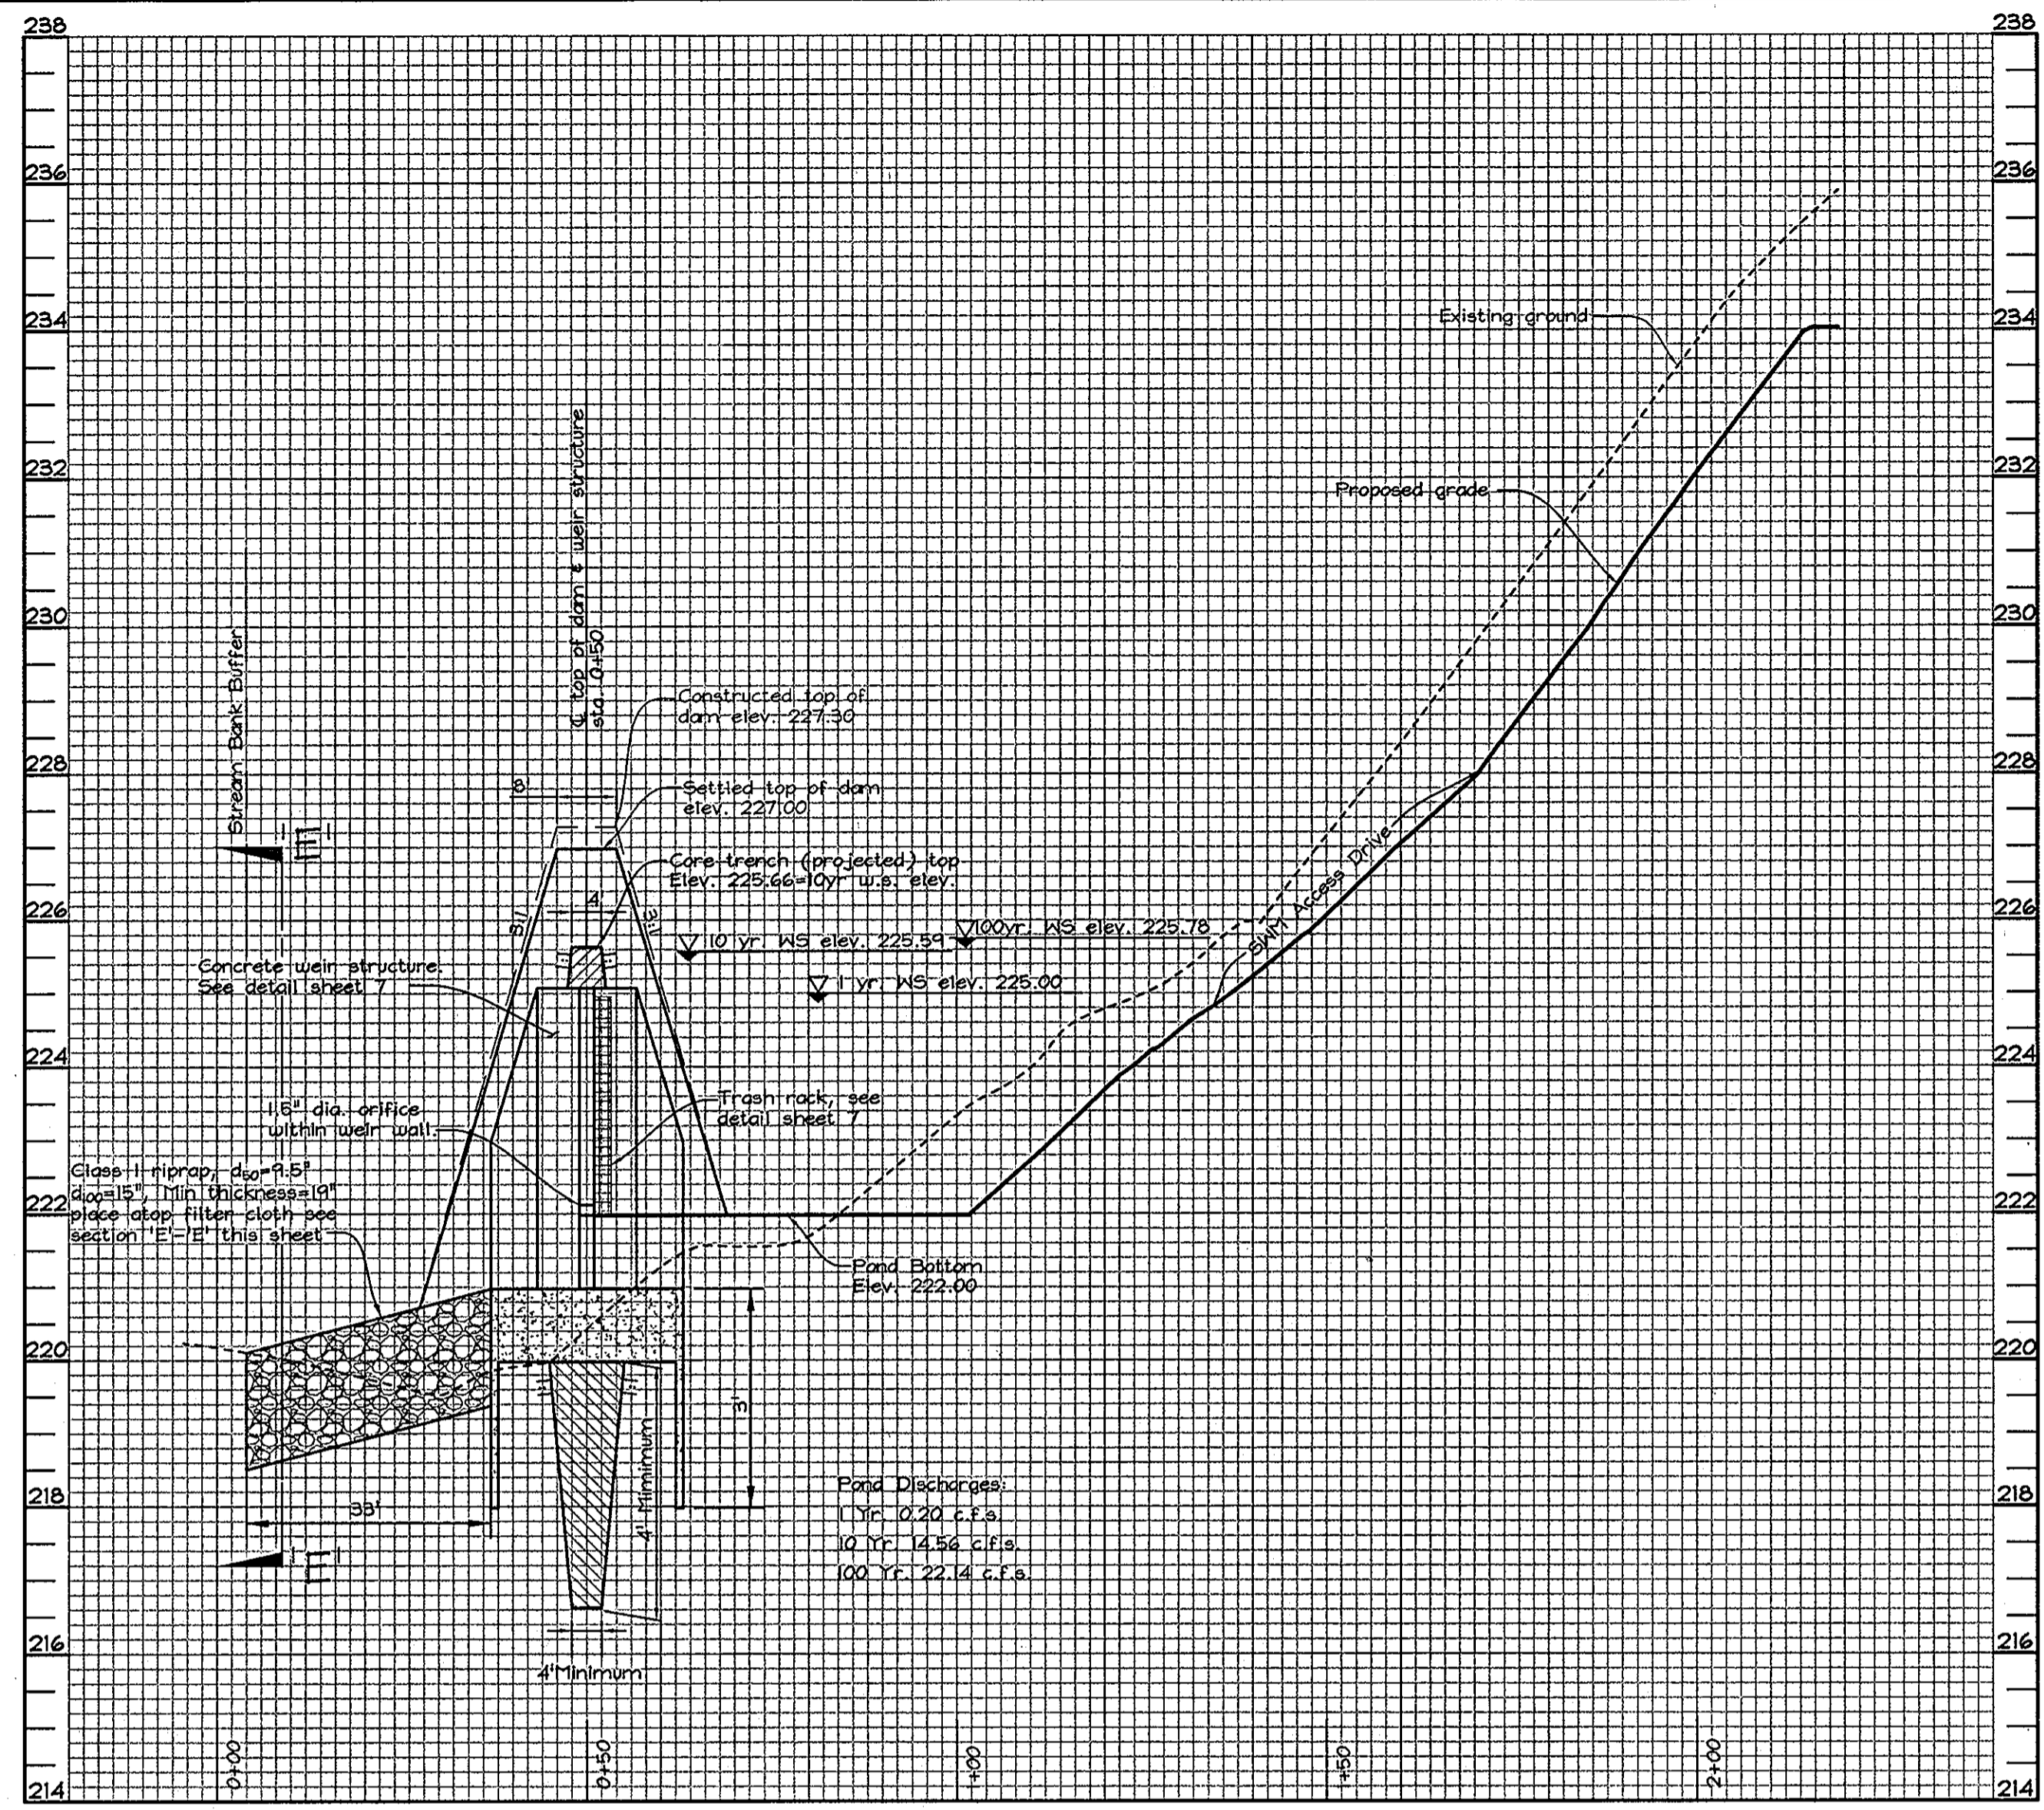 238
238
236
236
234
234
232
232
230
230
228
228
226
226
224
224
222
222
220
220
218
218
216
216
214
214
Existing ground
Proposed grade
Stream Bank Buffer
℄ top of dam & weir structure
sta. 0+50
Constructed top of
dam elev. 227.30
8'
Settled top of dam
elev. 227.00
'E'
Core trench (projected) top
Elev. 225.66=10yr w.s. elev.
4'
3:1
3:1
100yr. WS elev. 225.78
10 yr. WS elev. 225.59
1 yr. WS elev. 225.00
SWM Access Drive
Concrete weir structure.
See detail sheet 7
1:1
1:1
Trash rack, see
detail sheet 7
dia. orifice
within weir wall.
Class 1 riprap, d50=9.5"
d100=15", Min thickness=19"
place atop filter cloth see
section 'E'-'E' this sheet
Pond Bottom
Elev. 222.00
1:1
1:1
3'
4' Minimum
33'
'E'
4'Minimum
Pond Discharges:
1 Yr. 0.20 c.f.s.
10 Yr. 14.56 c.f.s.
100 Yr. 22.14 c.f.s.
0+00
0+50
1+00
1+50
2+00